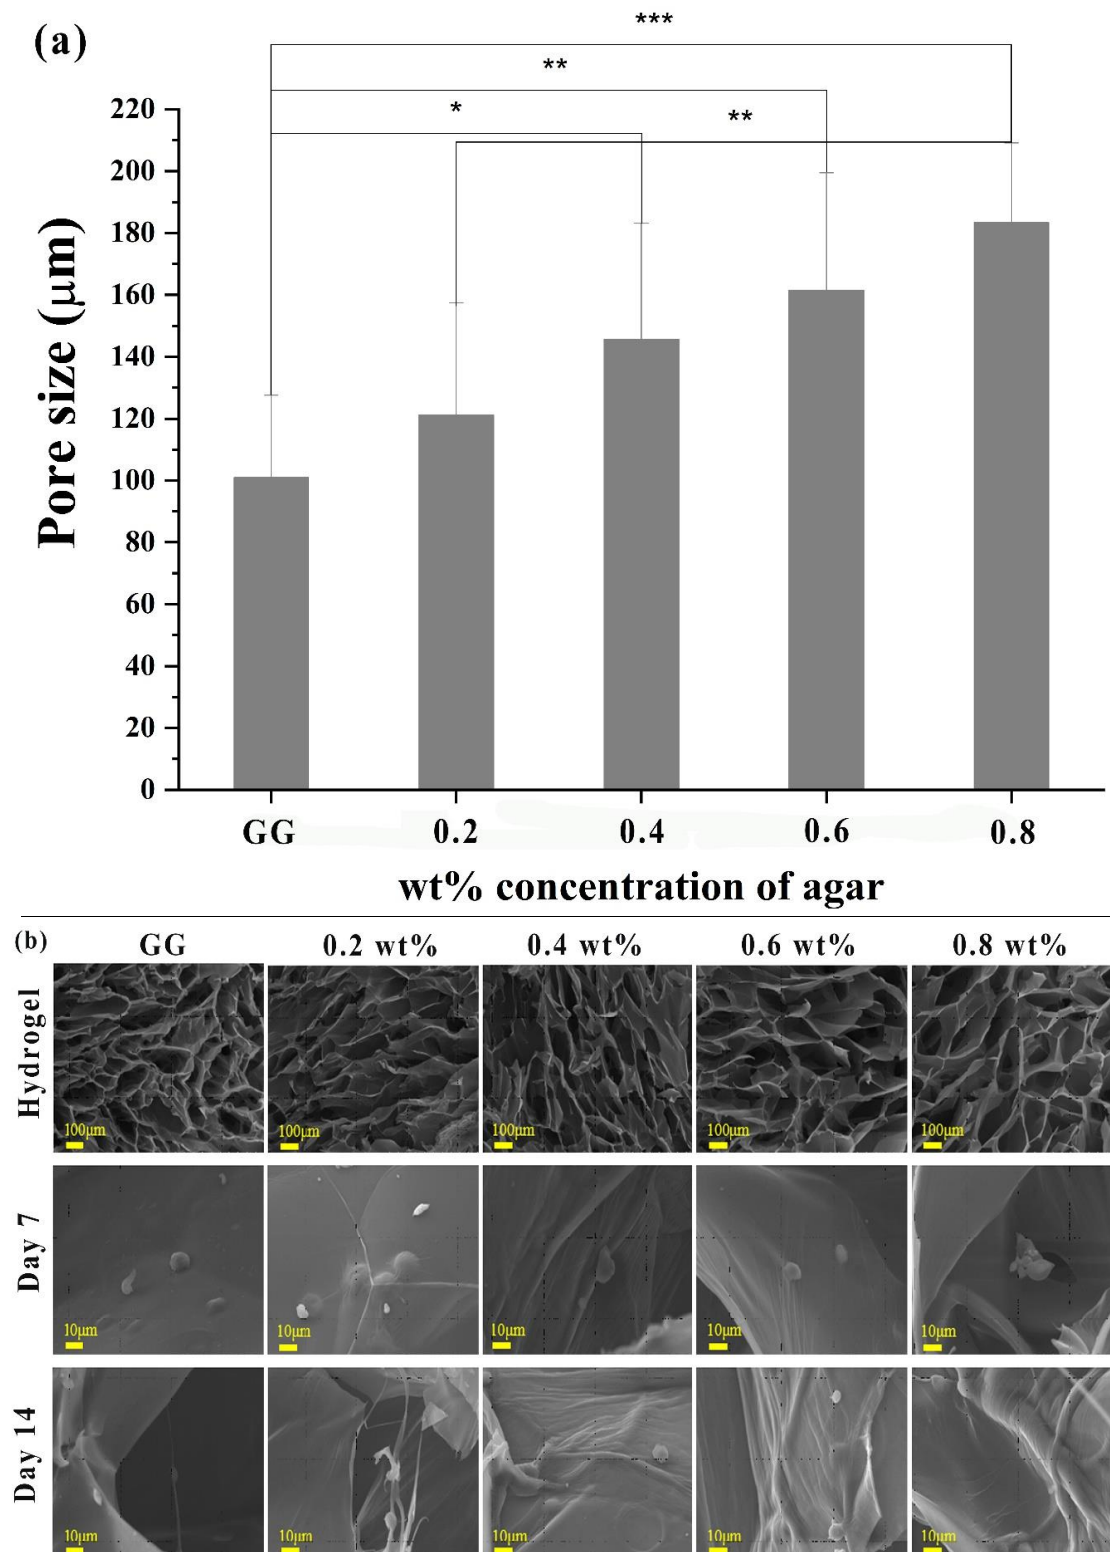 (a)
***
**
*
**
220
200
180
160
140
120
100
80
60
40
20
0
Pore size (μm)
GG 0.2 0.4 0.6 0.8
wt% concentration of agar
(b) GG 0.2 wt% 0.4 wt% 0.6 wt% 0.8 wt%
Hydrogel
100μm 100μm 100μm 100μm 100μm
Day 7
10μm 10μm 10μm 10μm 10μm
Day 14
10μm 10μm 10μm 10μm 10μm